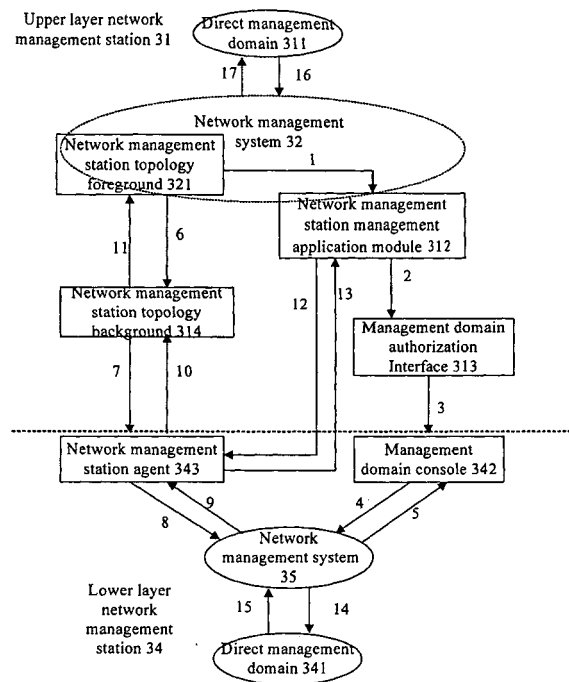 Upper layer network
management station 31
Direct management
domain 311
17
16
Network management
system 32
1
Network management
station topology
foreground 321
Network management
station management
application module 312
11
6
12
13
2
Network management
station topology
background 314
Management domain
authorization
Interface 313
7
10
3
Network management
station agent 343
Management
domain console 342
8
9
4
5
Network
management system
35
Lower layer
network
management
station 34
15
14
Direct management
domain 341